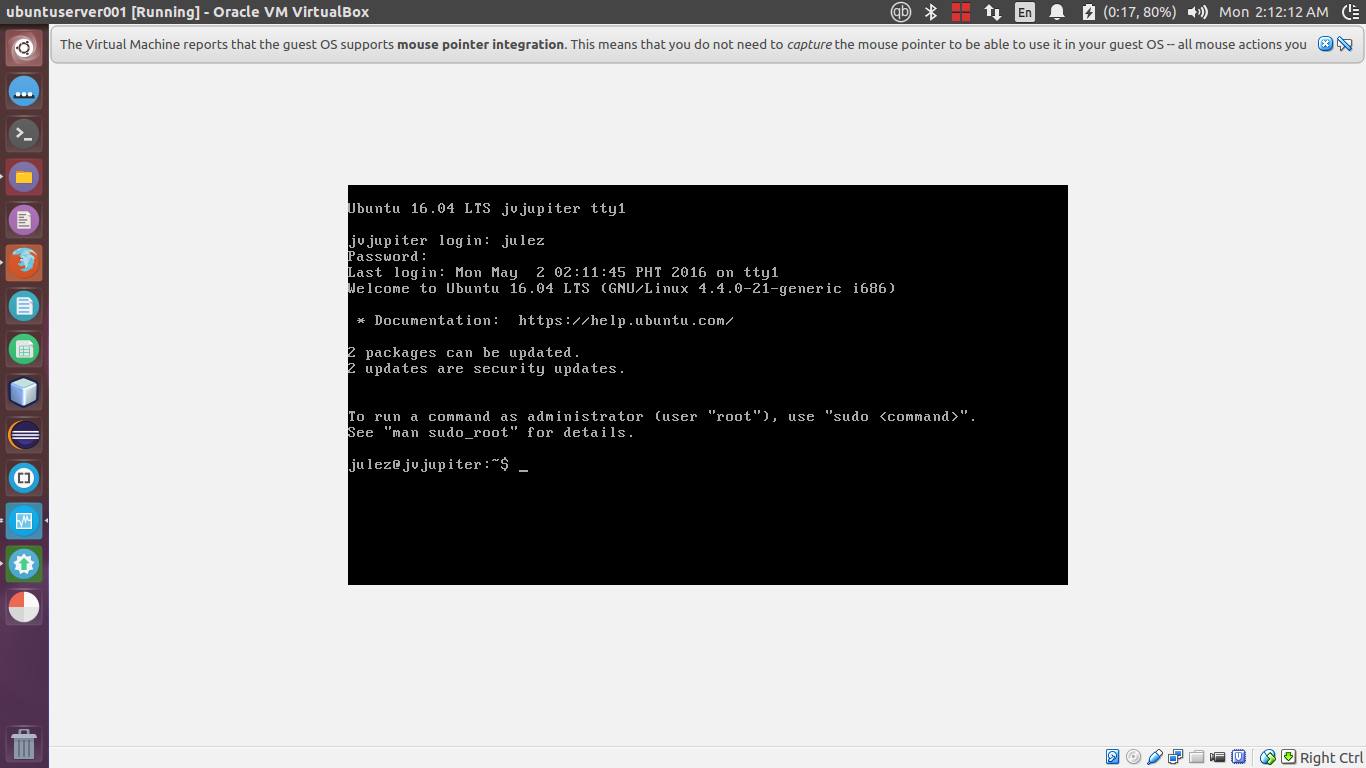 ubuntuserver001 [Running] - Oracle VM VirtualBox
qb En (0:17, 80%) Mon 2:12:12 AM
The Virtual Machine reports that the guest OS supports mouse pointer integration. This means that you do not need to capture the mouse pointer to be able to use it in your guest OS -- all mouse actions you
Ubuntu 16.04 LTS jvjupiter tty1
jvjupiter login: julez
Password:
Last login: Mon May  2 02:11:45 PHT 2016 on tty1
Welcome to Ubuntu 16.04 LTS (GNU/Linux 4.4.0-21-generic i686)
* Documentation:  https://help.ubuntu.com/
2 packages can be updated.
2 updates are security updates.
To run a command as administrator (user "root"), use "sudo <command>".
See "man sudo_root" for details.
julez@jvjupiter:~$ _
Right Ctrl